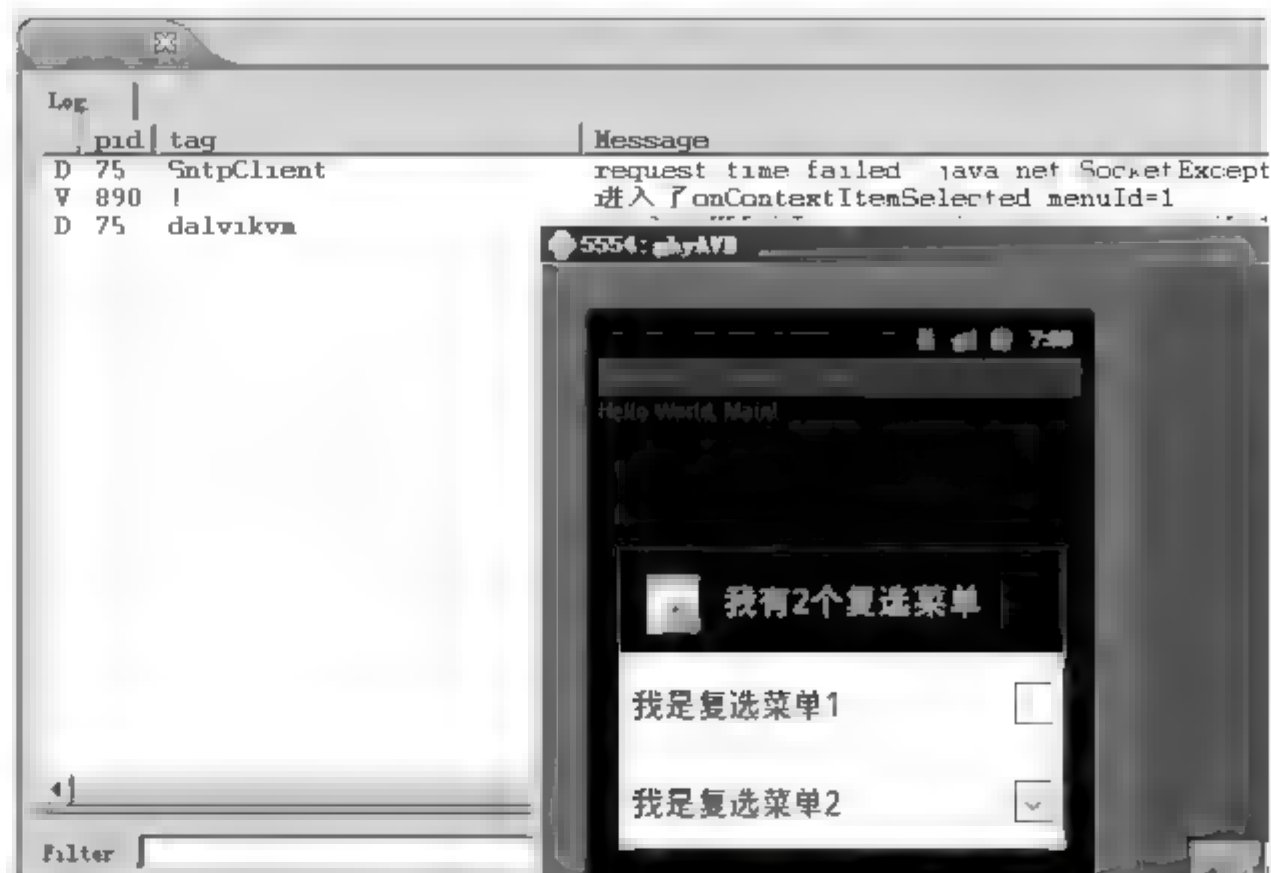 Log
pid tag Message
D 75 SntpClient request time failed java net SocketExcept
V 890 ! 进入了onContextItemSelected menuId=1
D 75 dalvikvm
5554:
Hello World, Main!
我有2个复选菜单
我是复选菜单1
我是复选菜单2
Filter